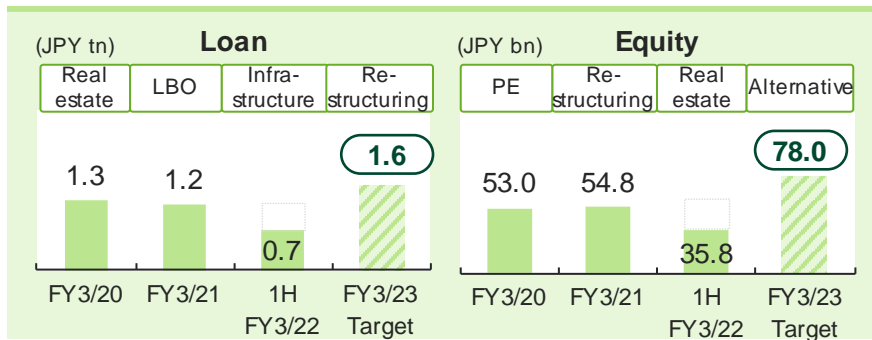 (JPY tn) Loan
Real estate LBO Infra- structure Re- structuring
1.6
1.3 1.2
0.7
FY3/20 FY3/21 1H FY3/22 FY3/23 Target
(JPY bn) Equity
PE Re- structuring Real estate Alternative
78.0
53.0 54.8
35.8
FY3/20 FY3/21 1H FY3/22 FY3/23 Target